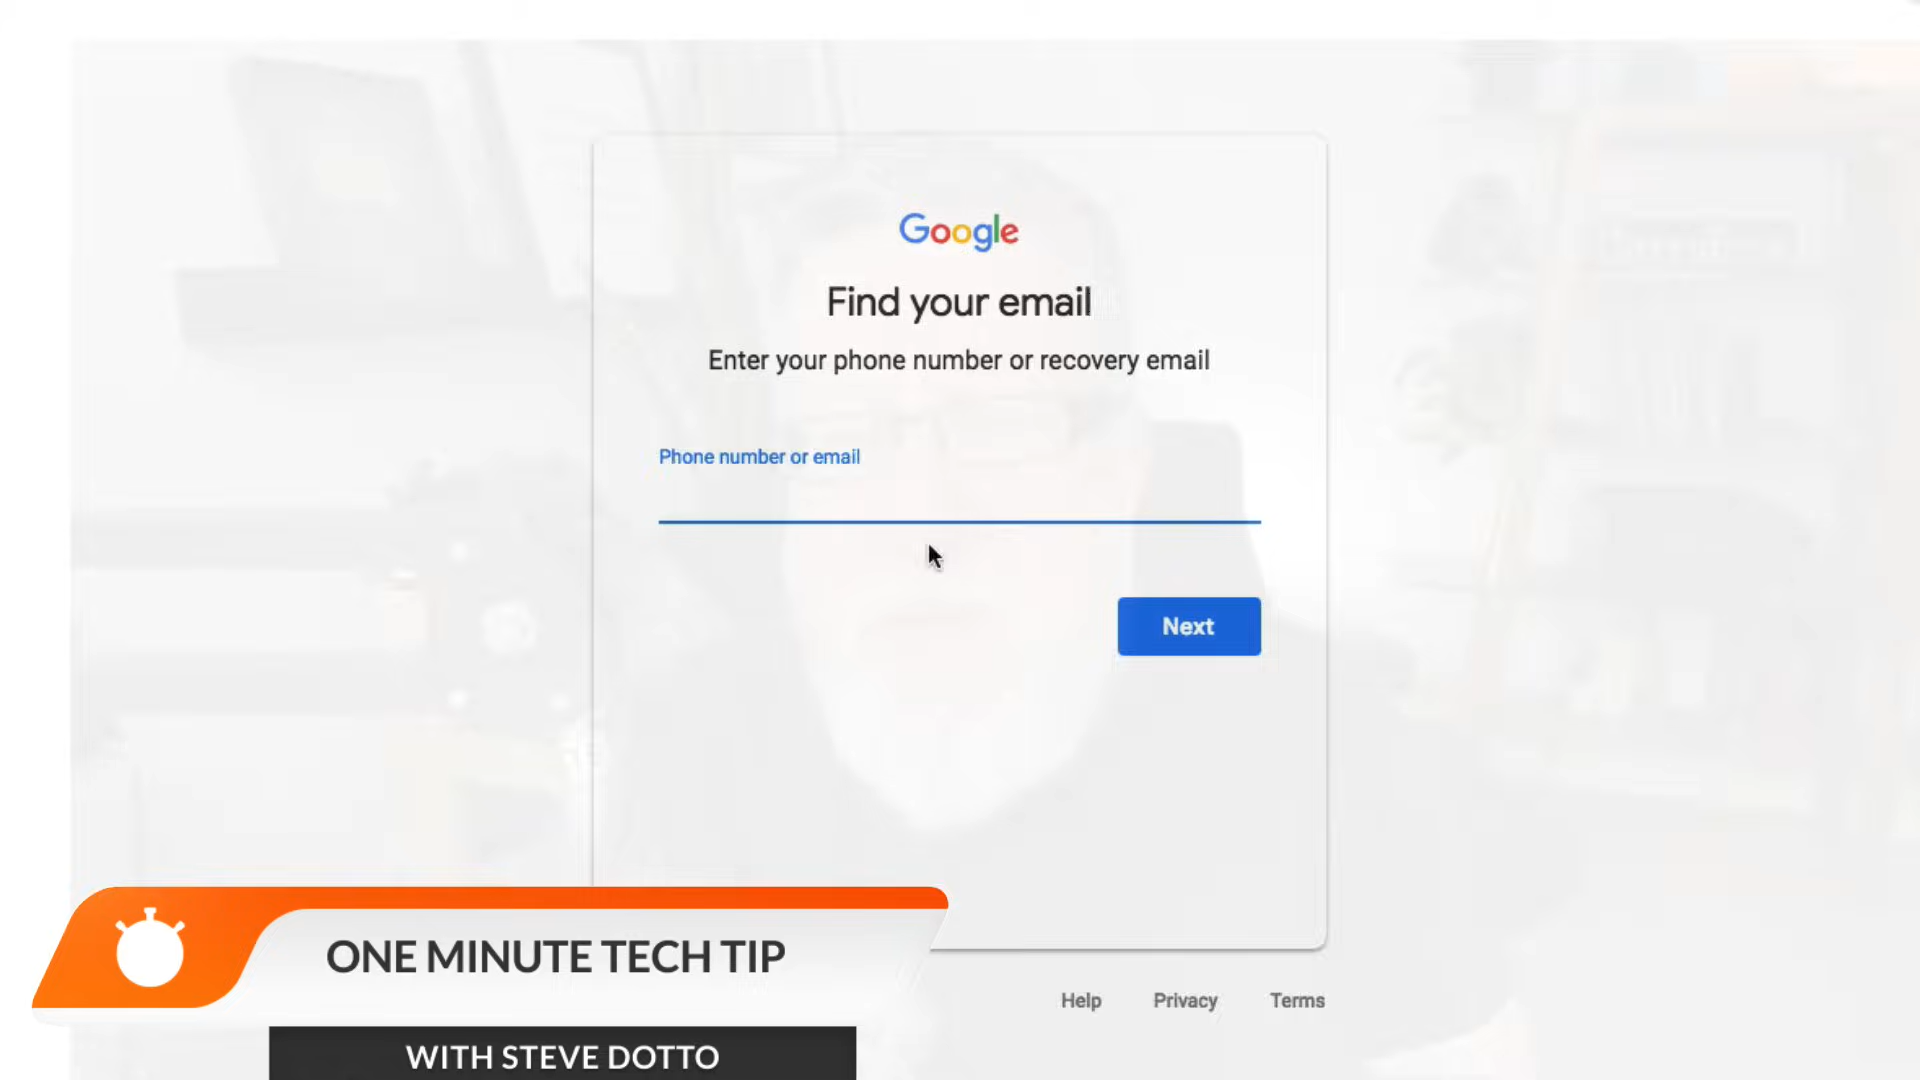 Google
Find your email
Enter your phone number or recovery email
Phone number or email
Next
ONE MINUTE TECH TIP
Help Privacy Terms
WITH STEVE DOTTO